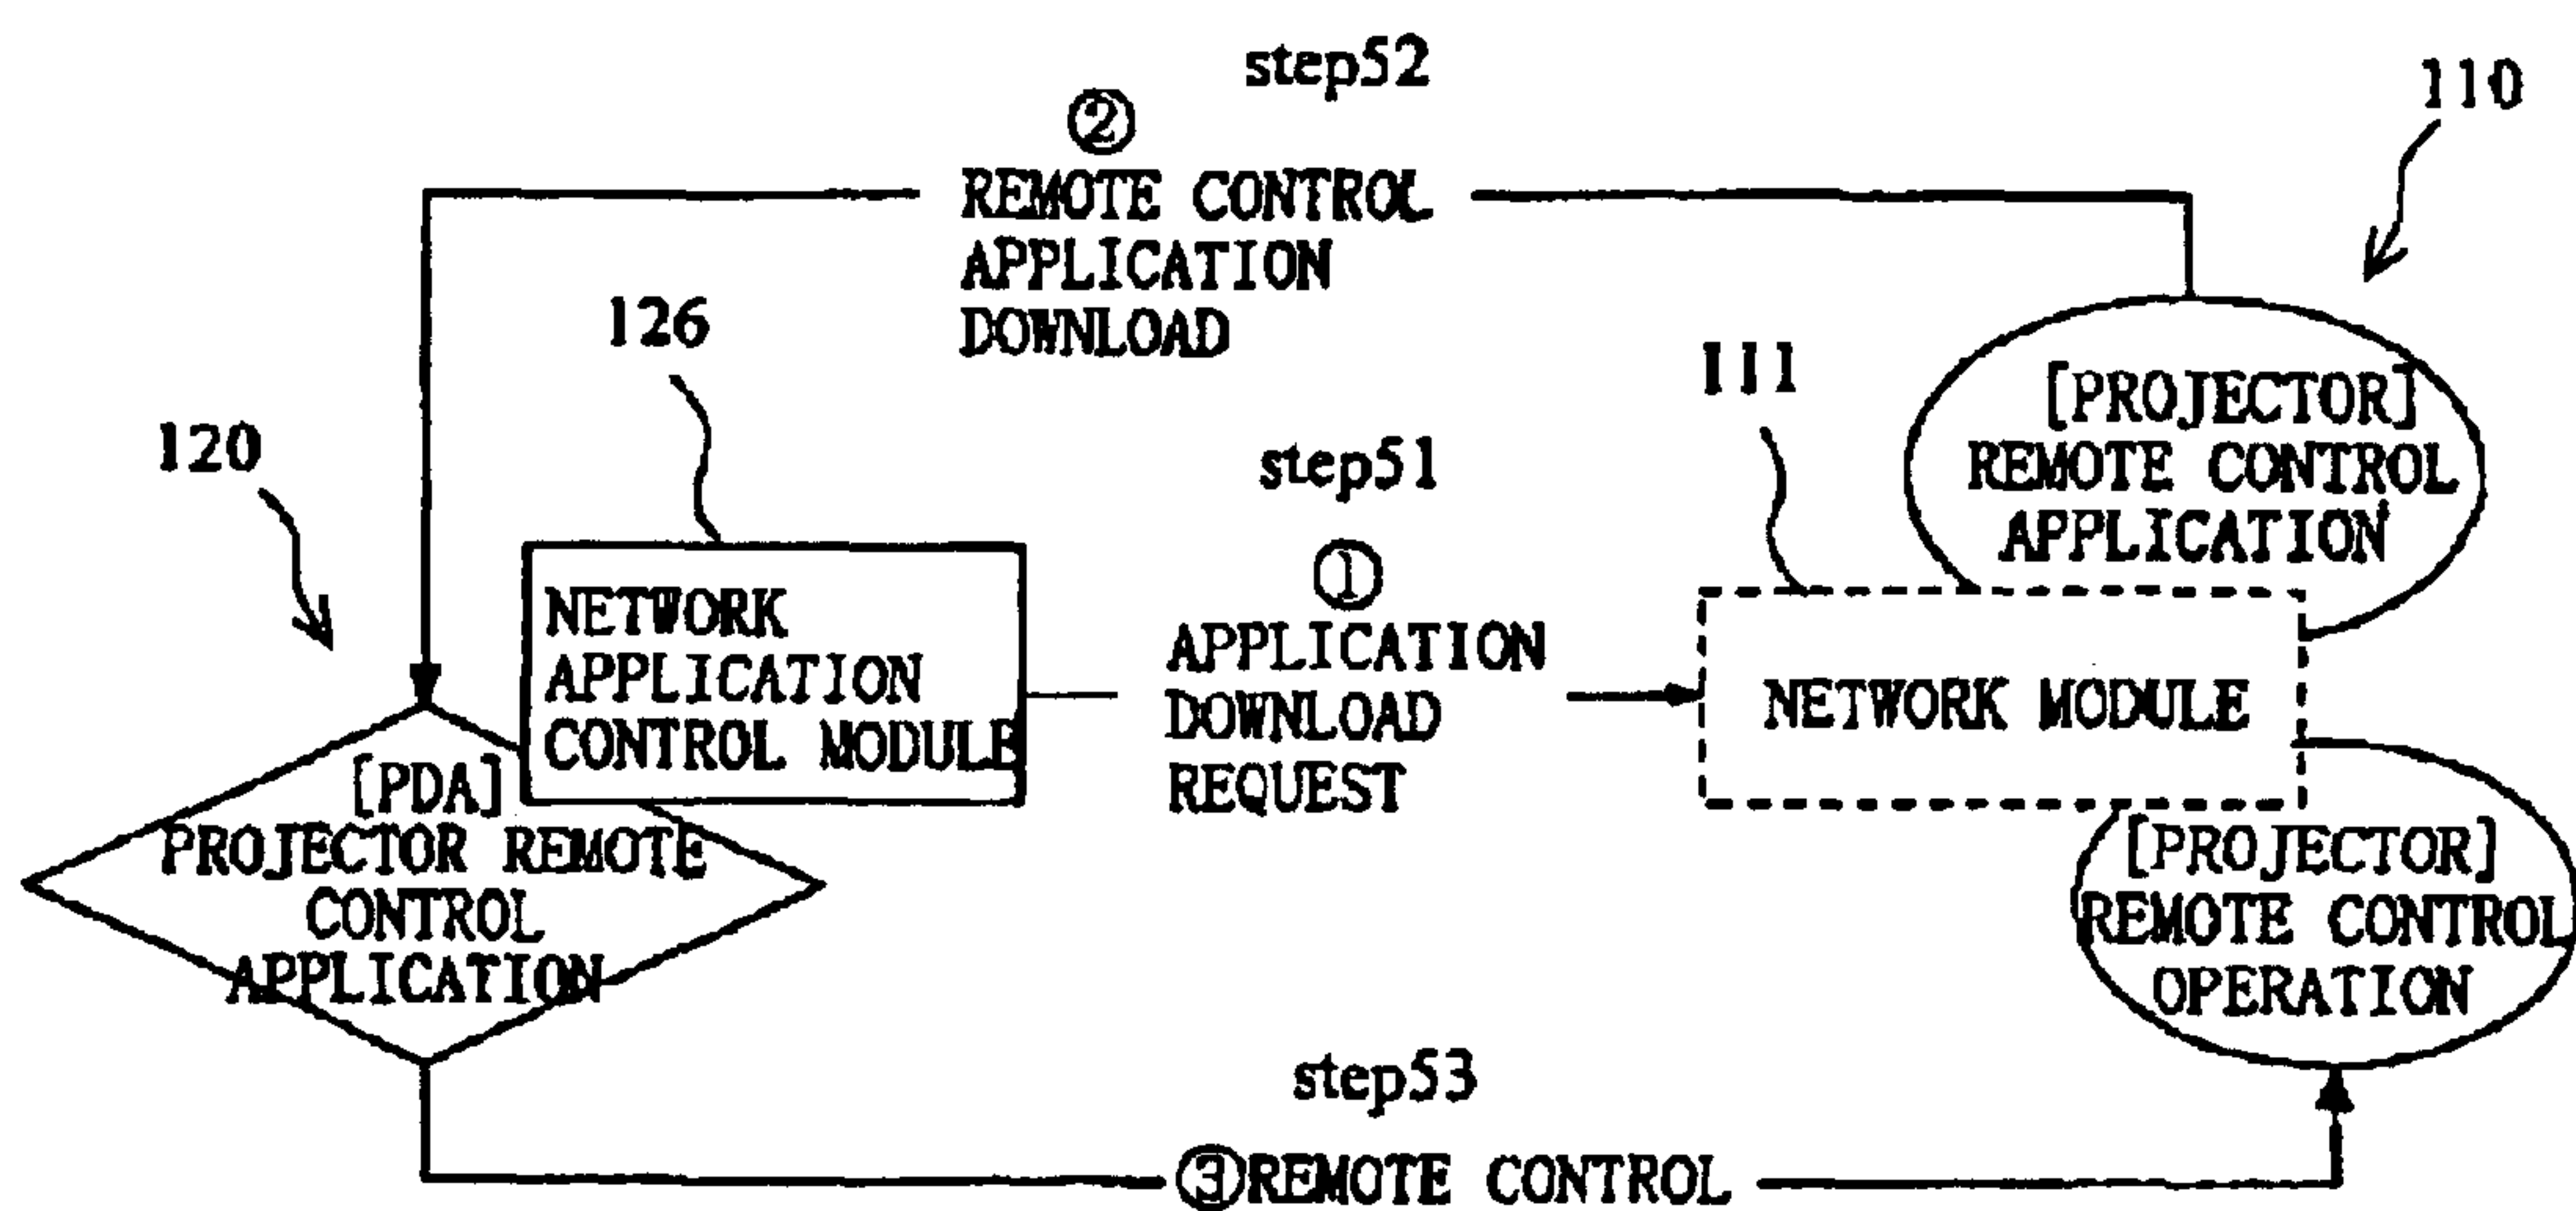 step52
②
REMOTE CONTROL
APPLICATION
DOWNLOAD
110
126
111
120
step51
①
APPLICATION
DOWNLOAD
REQUEST
[PROJECTOR]
REMOTE CONTROL
APPLICATION
NETWORK
APPLICATION
CONTROL MODULE
NETWORK MODULE
[PDA]
PROJECTOR REMOTE
CONTROL
APPLICATION
[PROJECTOR]
REMOTE CONTROL
OPERATION
step53
③REMOTE CONTROL